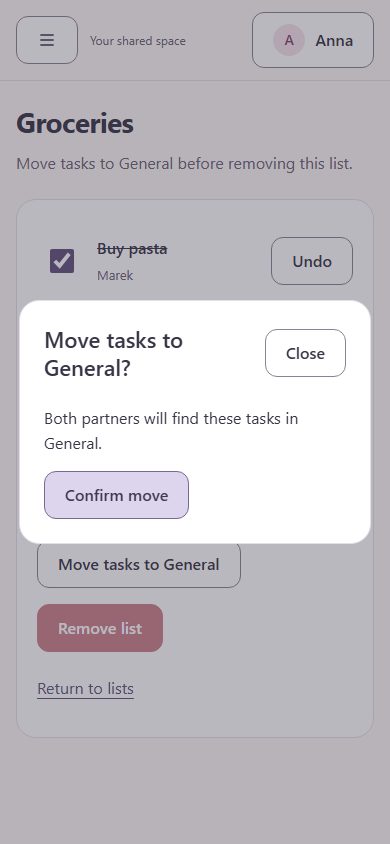 Your shared space
A
Anna
Groceries
Move tasks to General before removing this list.
Buy pasta
Marek
Undo
Move tasks to
General?
Close
Both partners will find these tasks in
General.
Confirm move
Move tasks to General
Remove list
Return to lists